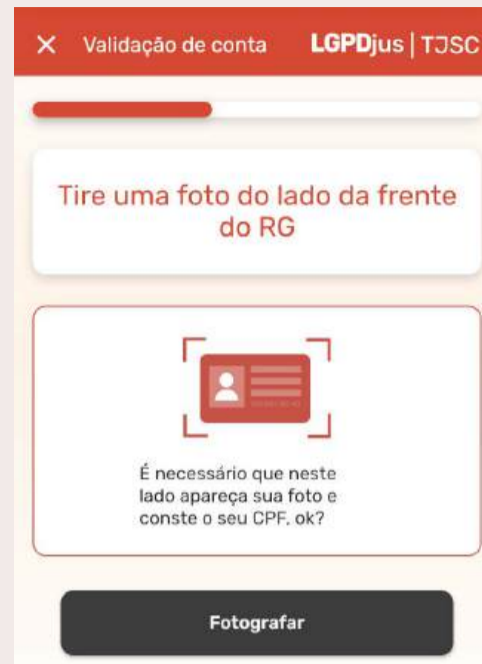 Validação de conta LGPDjus | TJSC
Tire uma foto do lado da frente
do RG
É necessário que neste
lado apareça sua foto e
conste o seu CPF, ok?
Fotografar